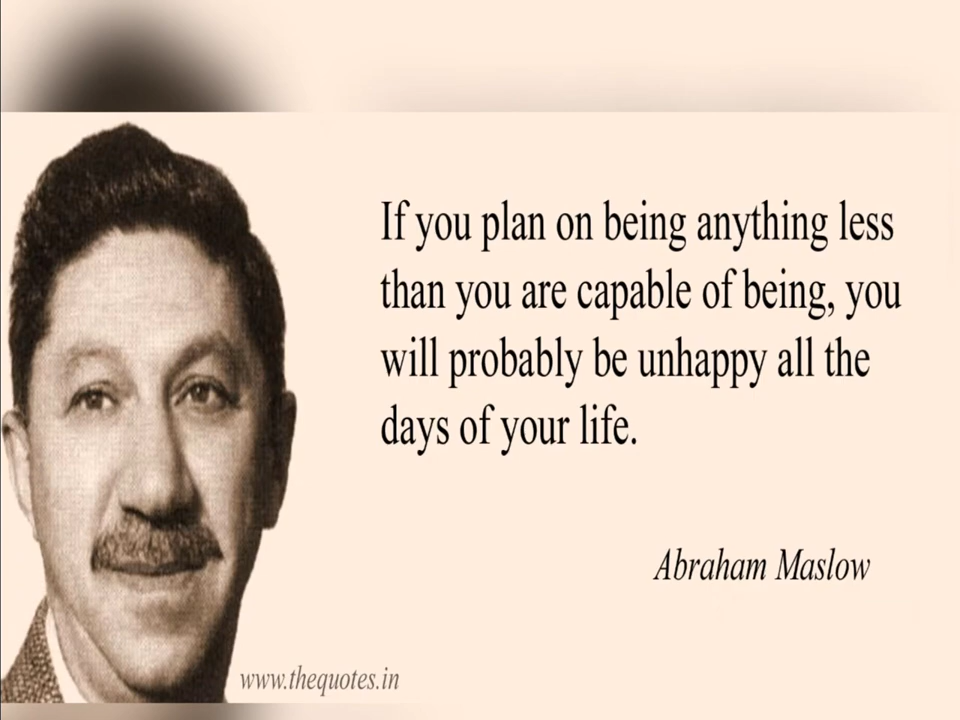 If you plan on being anything less
than you are capable of being, you
will probably be unhappy all the
days of your life.
Abraham Maslow
www.thequotes.in